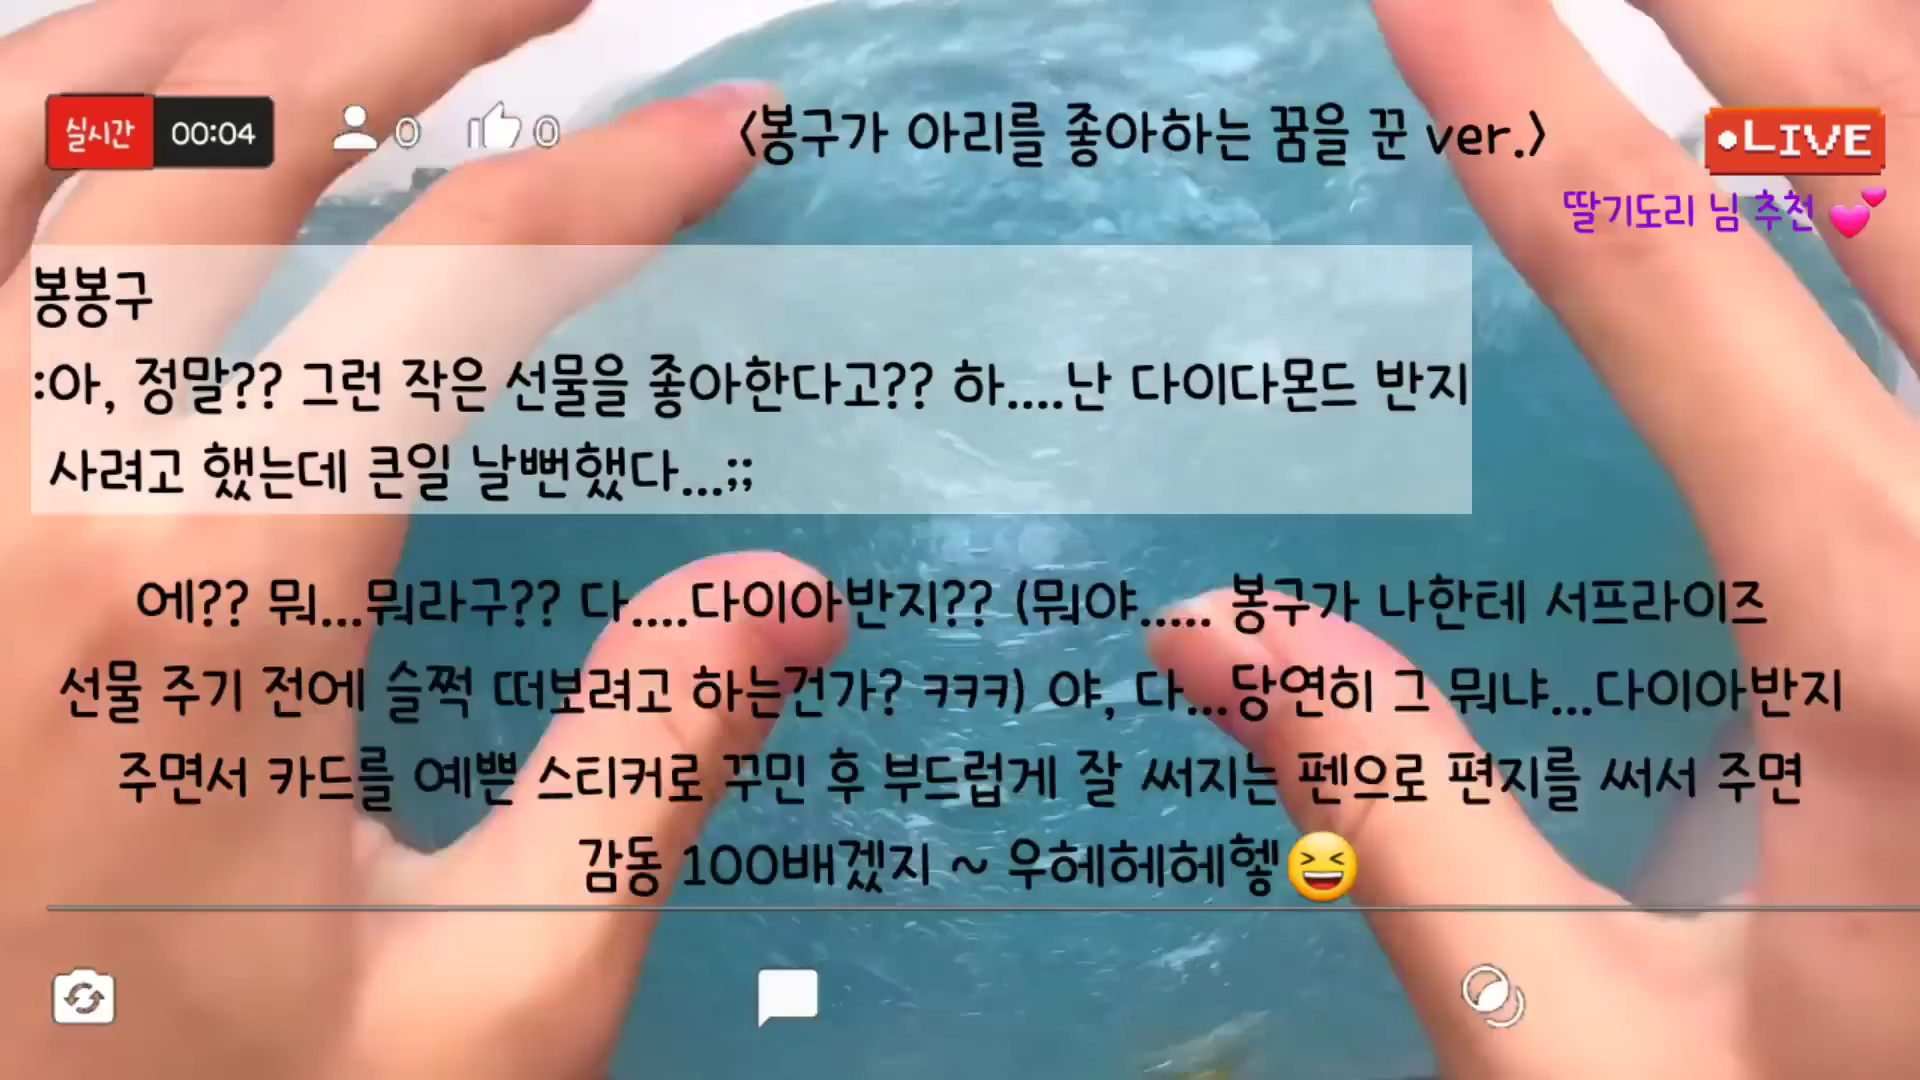 실시간 00:04 0 0
<봉구가 아리를 좋아하는 꿈을 꾼 ver.>
•LIVE
딸기도리 님 추천 💕
봉봉구
:아, 정말?? 그런 작은 선물을 좋아한다고?? 하....난 다이다몬드 반지
사려고 했는데 큰일 날뻔했다...;;
에?? 뭐...뭐라구?? 다....다이아반지?? (뭐야..... 봉구가 나한테 서프라이즈
선물 주기 전에 슬쩍 떠보려고 하는건가? ㅋㅋㅋ) 야, 다...당연히 그 뭐냐...다이아반지
주면서 카드를 예쁜 스티커로 꾸민 후 부드럽게 잘 써지는 펜으로 편지를 써서 주면
감동 100배겠지 ~ 우헤헤헤헿😆